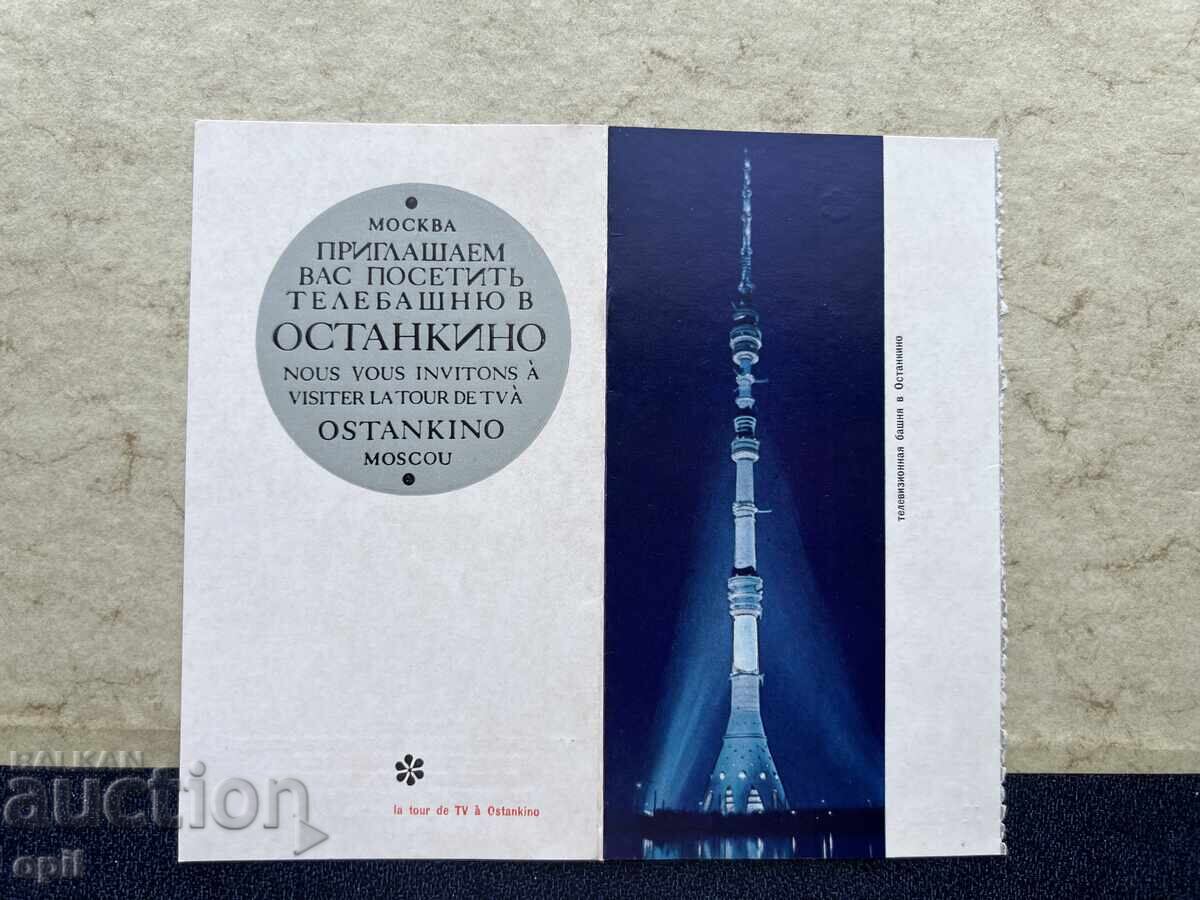 МОСКВА
ПРИГЛАШАЕМ
ВАС ПОСЕТИТЬ
ТЕЛЕБАШНЮ В
ОСТАНКИНО
NOUS VOUS INVITONS À
VISITER LA TOUR DE TV À
OSTANKINO
MOSCOU
la tour de TV à Ostankino
телевизионная башня в Останкино
BALKAN
auction
opil